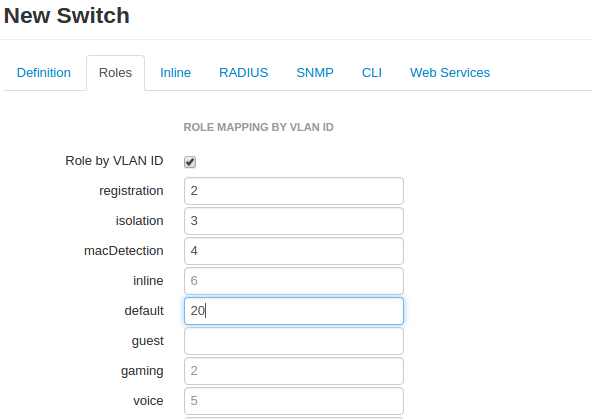 New Switch
Definition Roles Inline RADIUS SNMP CLI Web Services
ROLE MAPPING BY VLAN ID
Role by VLAN ID
registration 2
isolation 3
macDetection 4
inline 6
default 20
guest
gaming 2
voice 5